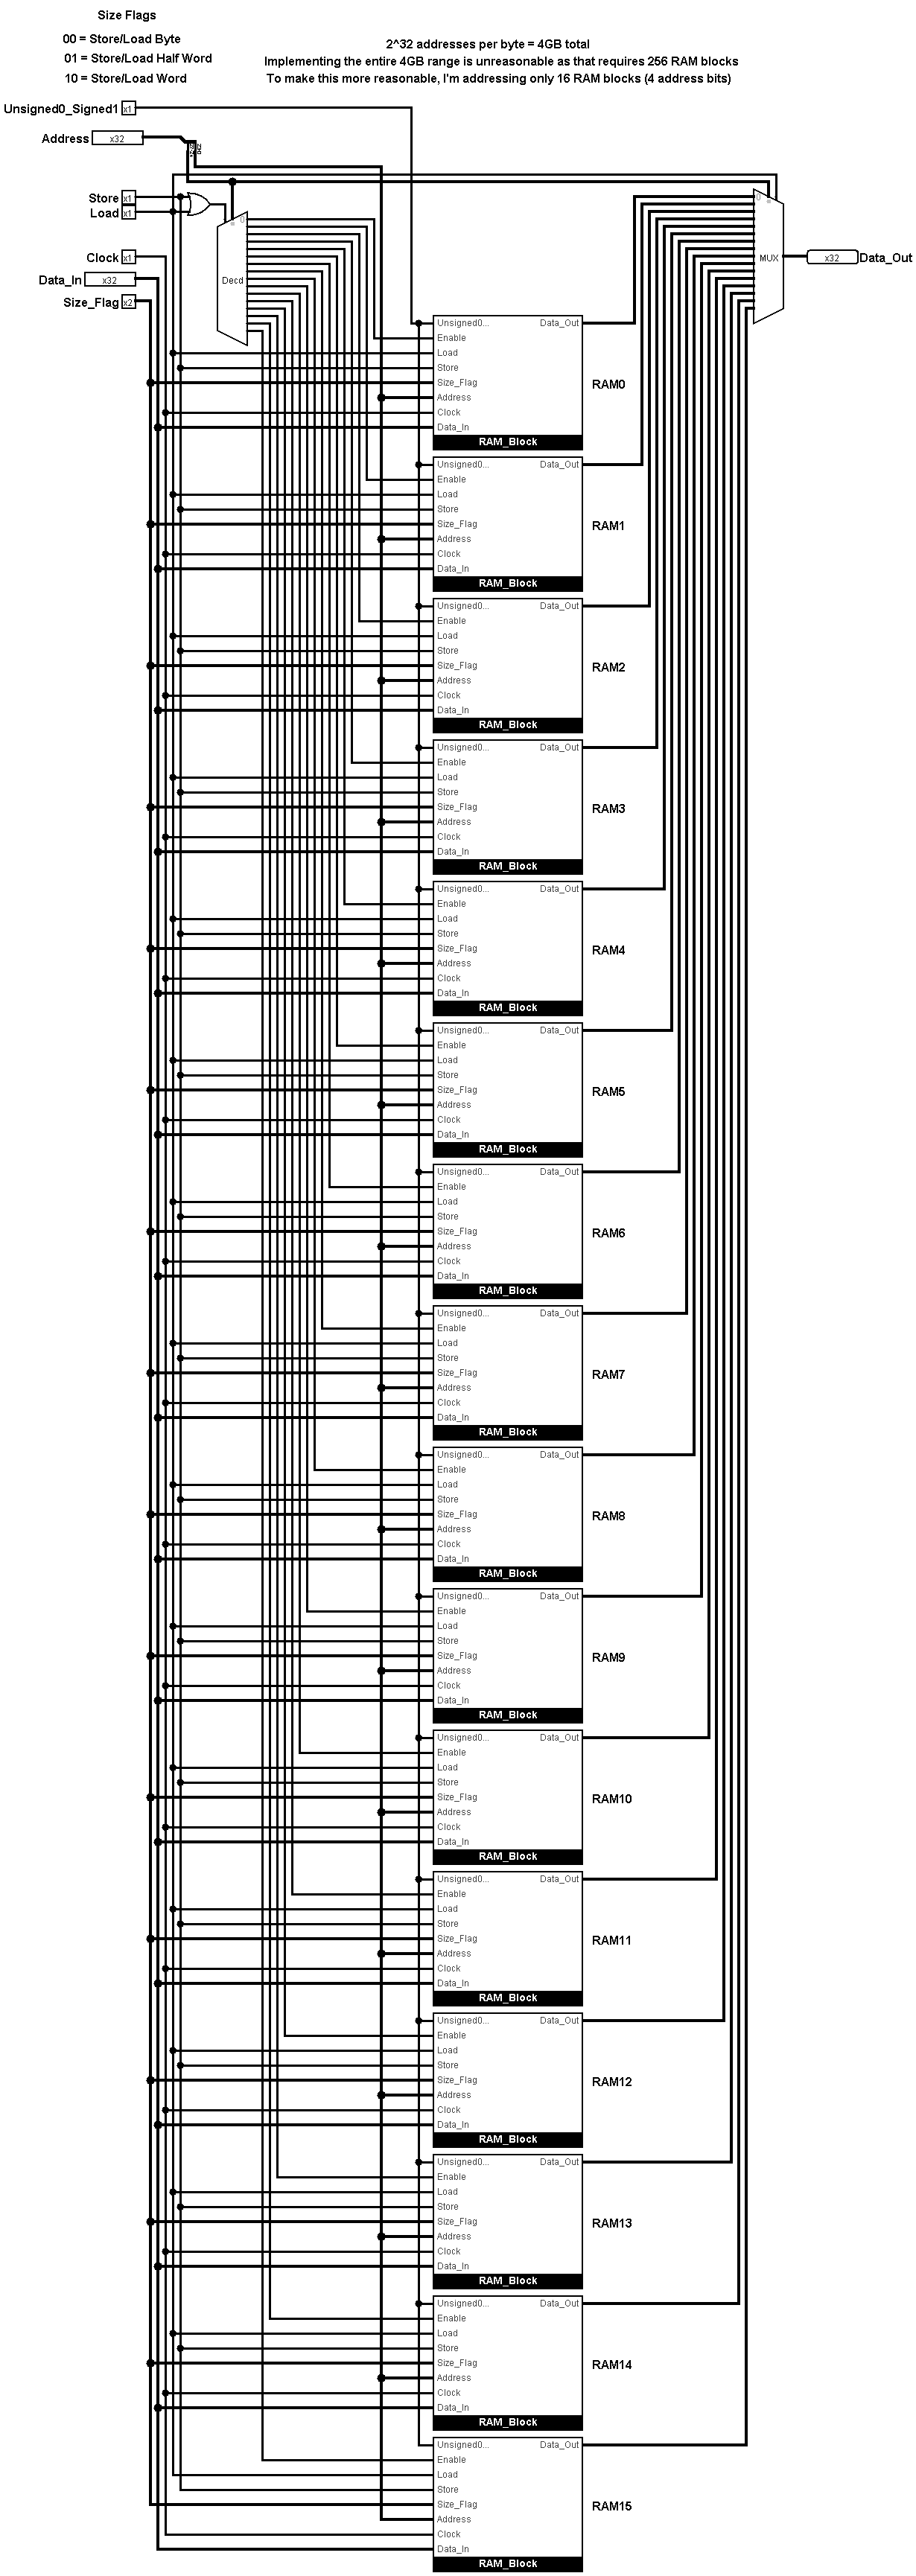 Size Flags
00 = Store/Load Byte
01 = Store/Load Half Word
10 = Store/Load Word
2^32 addresses per byte = 4GB total
Implementing the entire 4GB range is unreasonable as that requires 256 RAM blocks
To make this more reasonable, I'm addressing only 16 RAM blocks (4 address bits)
Unsigned0_Signed1 x1
Address x32
Store x1
Load x1
Clock x1
Data_In x32
Size_Flag x2
0
Decd
0
MUX
x32 Data_Out
Unsigned0... Data_Out
Enable
Load
Store
Size_Flag
RAM0
Address
Clock
Data_In
RAM_Block
Unsigned0... Data_Out
Enable
Load
Store
Size_Flag
RAM1
Address
Clock
Data_In
RAM_Block
Unsigned0... Data_Out
Enable
Load
Store
Size_Flag
RAM2
Address
Clock
Data_In
RAM_Block
Unsigned0... Data_Out
Enable
Load
Store
Size_Flag
RAM3
Address
Clock
Data_In
RAM_Block
Unsigned0... Data_Out
Enable
Load
Store
Size_Flag
RAM4
Address
Clock
Data_In
RAM_Block
Unsigned0... Data_Out
Enable
Load
Store
Size_Flag
RAM5
Address
Clock
Data_In
RAM_Block
Unsigned0... Data_Out
Enable
Load
Store
Size_Flag
RAM6
Address
Clock
Data_In
RAM_Block
Unsigned0... Data_Out
Enable
Load
Store
Size_Flag
RAM7
Address
Clock
Data_In
RAM_Block
Unsigned0... Data_Out
Enable
Load
Store
Size_Flag
RAM8
Address
Clock
Data_In
RAM_Block
Unsigned0... Data_Out
Enable
Load
Store
Size_Flag
RAM9
Address
Clock
Data_In
RAM_Block
Unsigned0... Data_Out
Enable
Load
Store
Size_Flag
RAM10
Address
Clock
Data_In
RAM_Block
Unsigned0... Data_Out
Enable
Load
Store
Size_Flag
RAM11
Address
Clock
Data_In
RAM_Block
Unsigned0... Data_Out
Enable
Load
Store
Size_Flag
RAM12
Address
Clock
Data_In
RAM_Block
Unsigned0... Data_Out
Enable
Load
Store
Size_Flag
RAM13
Address
Clock
Data_In
RAM_Block
Unsigned0... Data_Out
Enable
Load
Store
Size_Flag
RAM14
Address
Clock
Data_In
RAM_Block
Unsigned0... Data_Out
Enable
Load
Store
Size_Flag
RAM15
Address
Clock
Data_In
RAM_Block